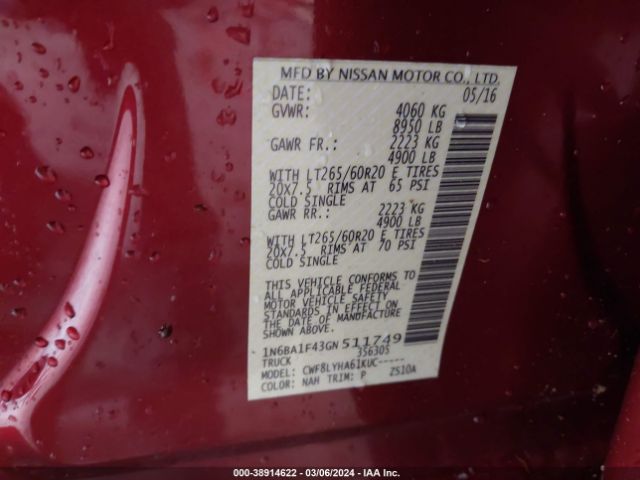 MFD BY NISSAN MOTOR CO., LTD.
DATE: 05/16
GVWR: 4060 KG
8950 LB
GAWR FR.: 2223 KG
4900 LB
WITH LT265/60R20 E TIRES
20X7.5 RIMS AT 65 PSI
COLD SINGLE
GAWR RR.: 2223 KG
4900 LB
WITH LT265/60R20 E TIRES
20X7.5 RIMS AT 70 PSI
COLD SINGLE
THIS VEHICLE CONFORMS TO
ALL APPLICABLE FEDERAL
MOTOR VEHICLE SAFETY
STANDARDS IN EFFECT ON
THE DATE OF MANUFACTURE
SHOWN ABOVE.
1N6BA1F43GN511749
TRUCK 356305
MODEL: CWF8LYHA61KUC-----
COLOR: NAH TRIM: P ZS10A
000-38914622 - 03/06/2024 - IAA Inc.